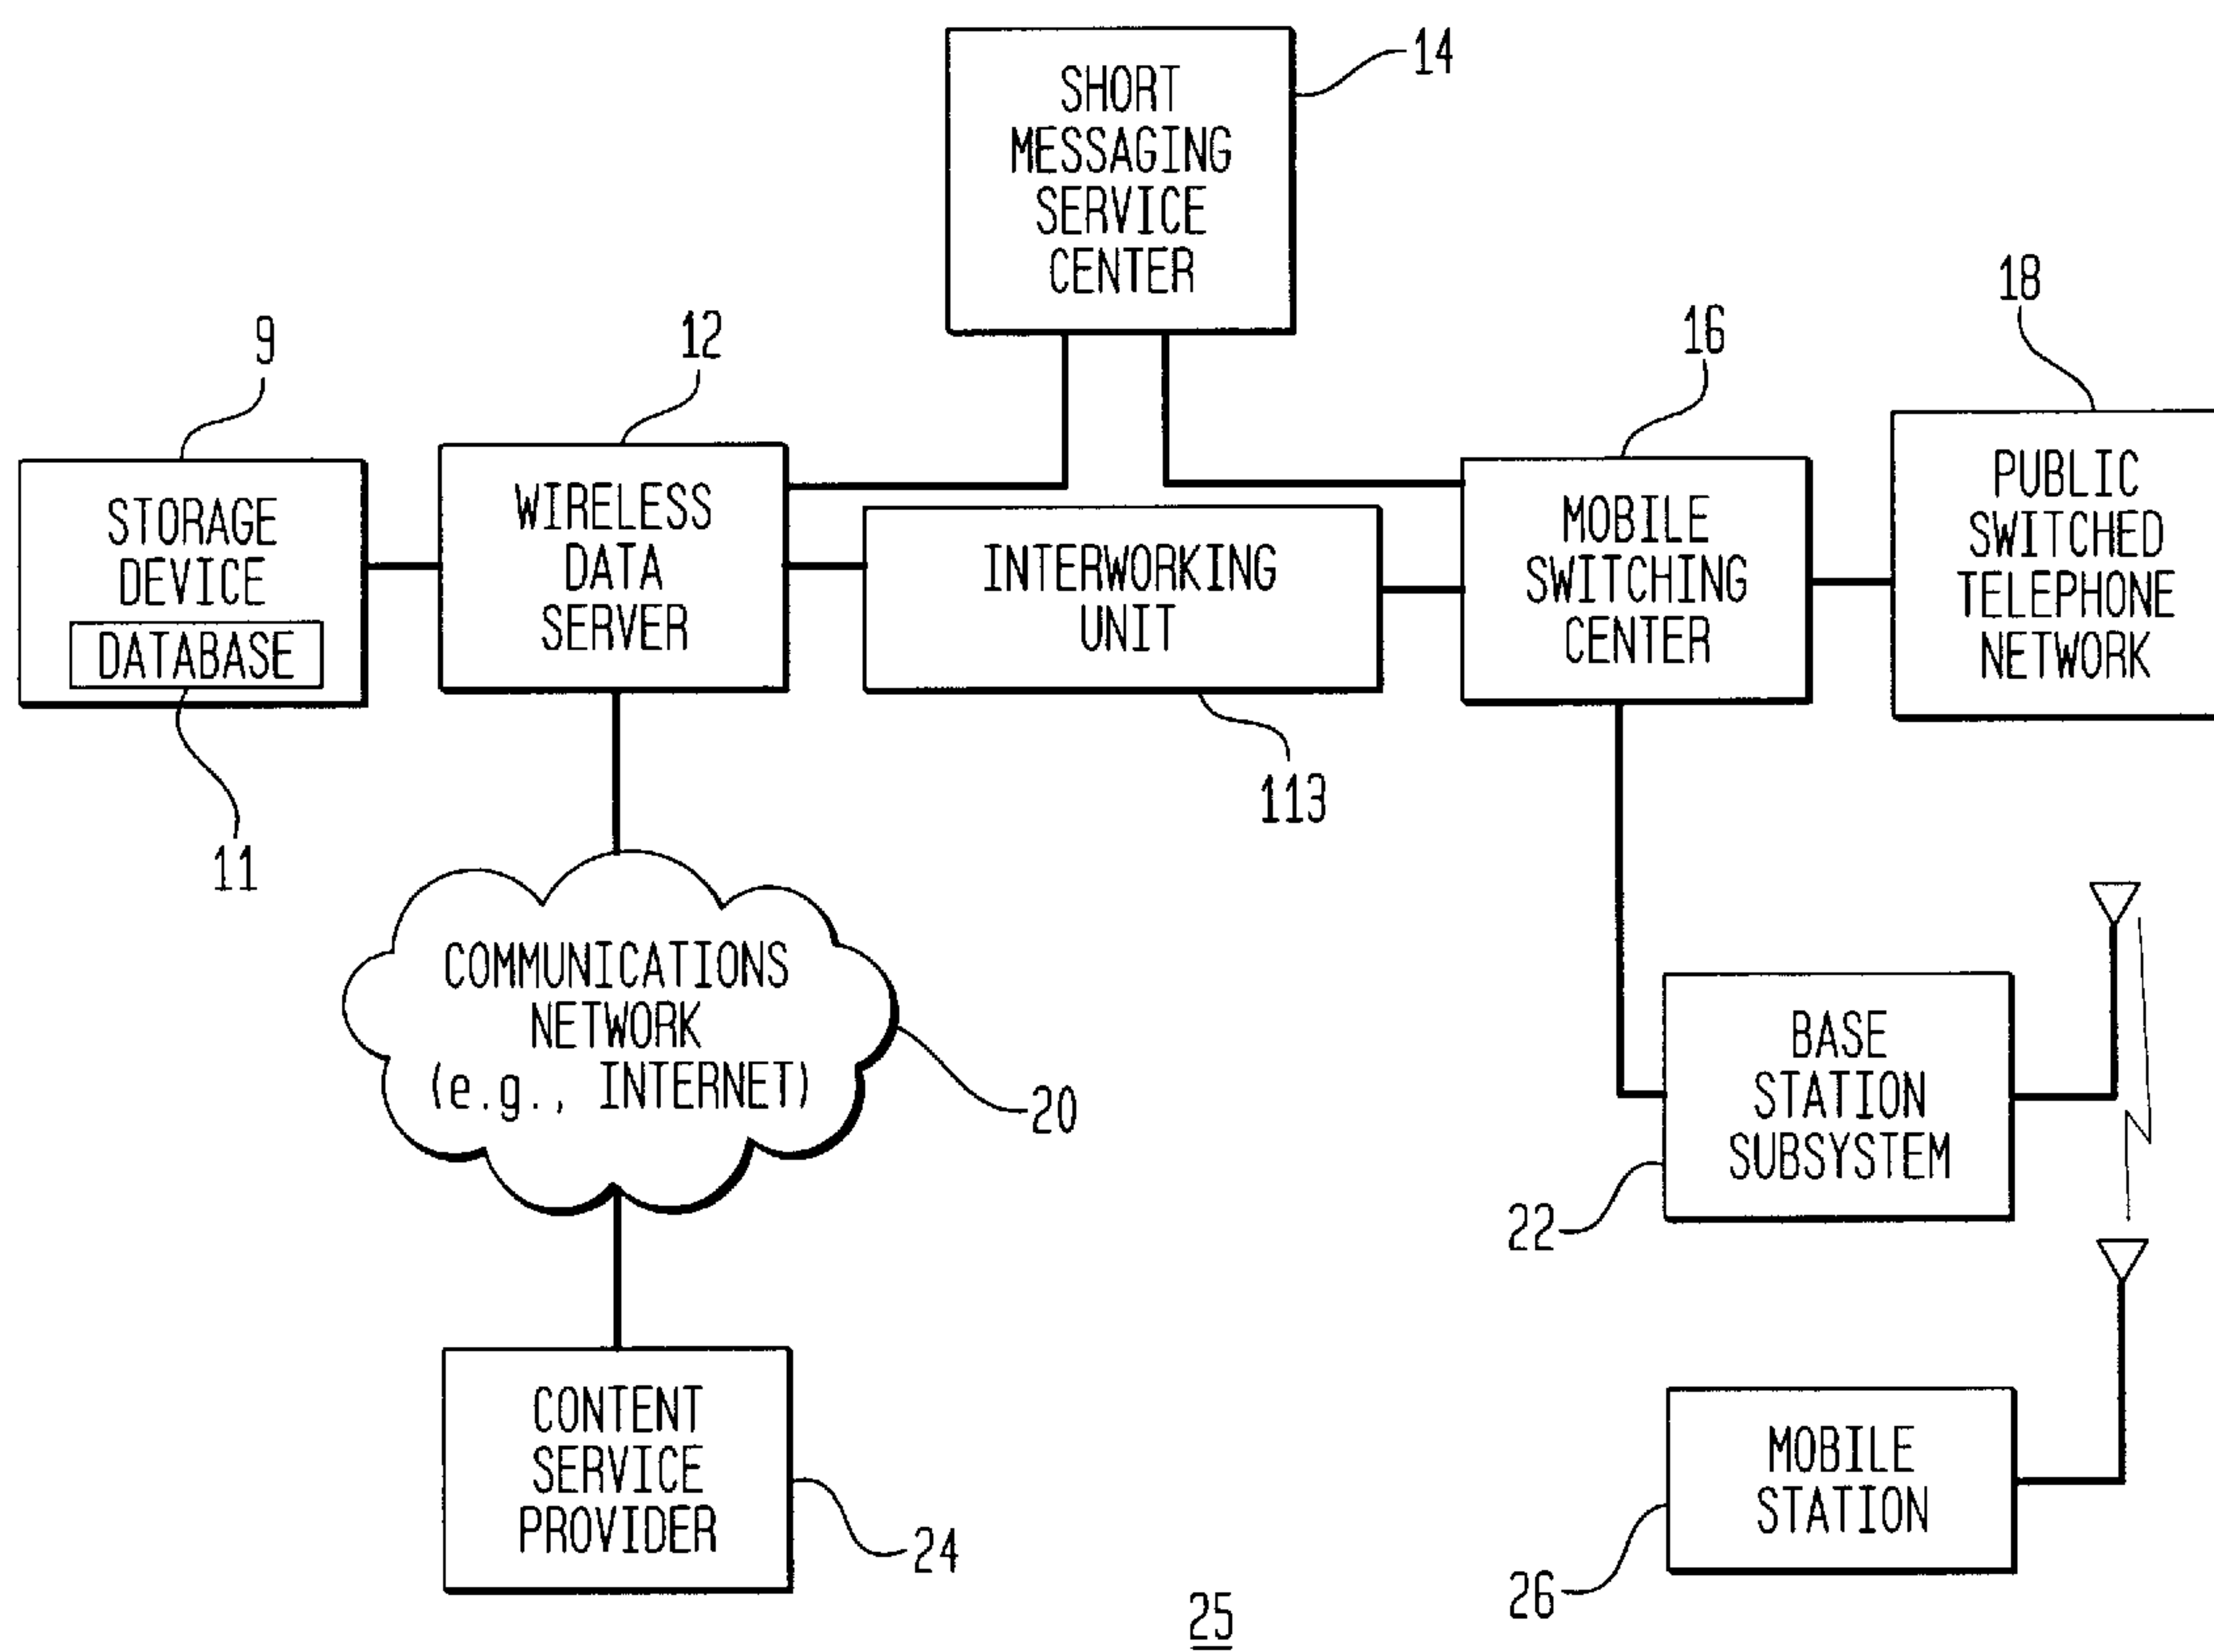 SHORT
MESSAGING
SERVICE
CENTER
14
9
STORAGE
DEVICE
DATABASE
11
12
WIRELESS
DATA
SERVER
INTERWORKING
UNIT
113
16
MOBILE
SWITCHING
CENTER
18
PUBLIC
SWITCHED
TELEPHONE
NETWORK
COMMUNICATIONS
NETWORK
(e.g., INTERNET)
20
BASE
STATION
SUBSYSTEM
22
CONTENT
SERVICE
PROVIDER
24
MOBILE
STATION
26
25